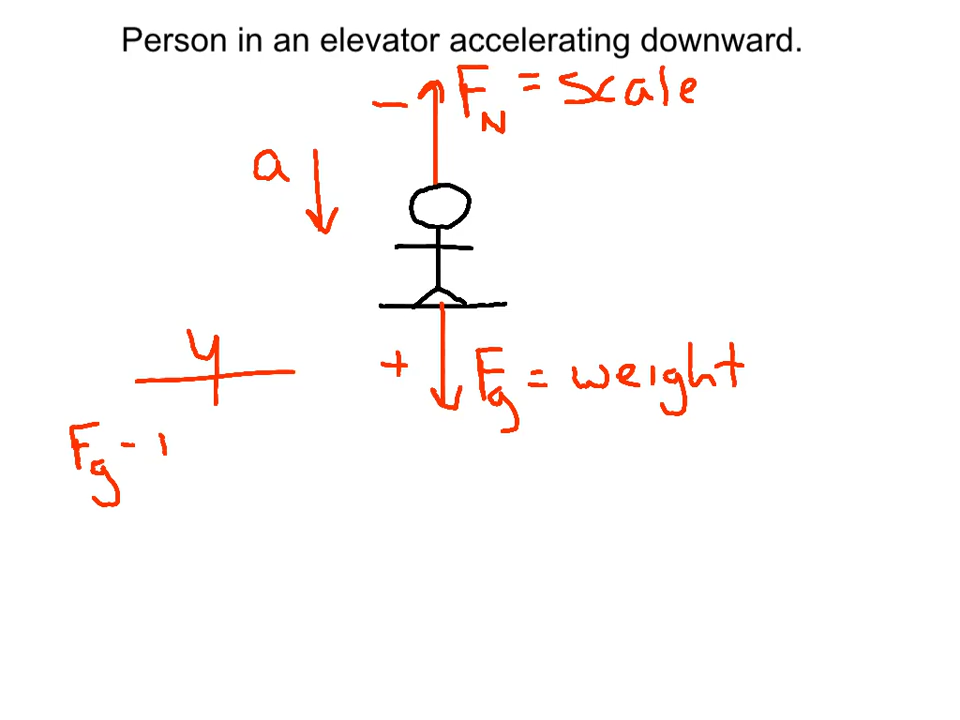 Person in an elevator accelerating downward.
- F_N = scale
a
y
+ F_g = weight
F_g -